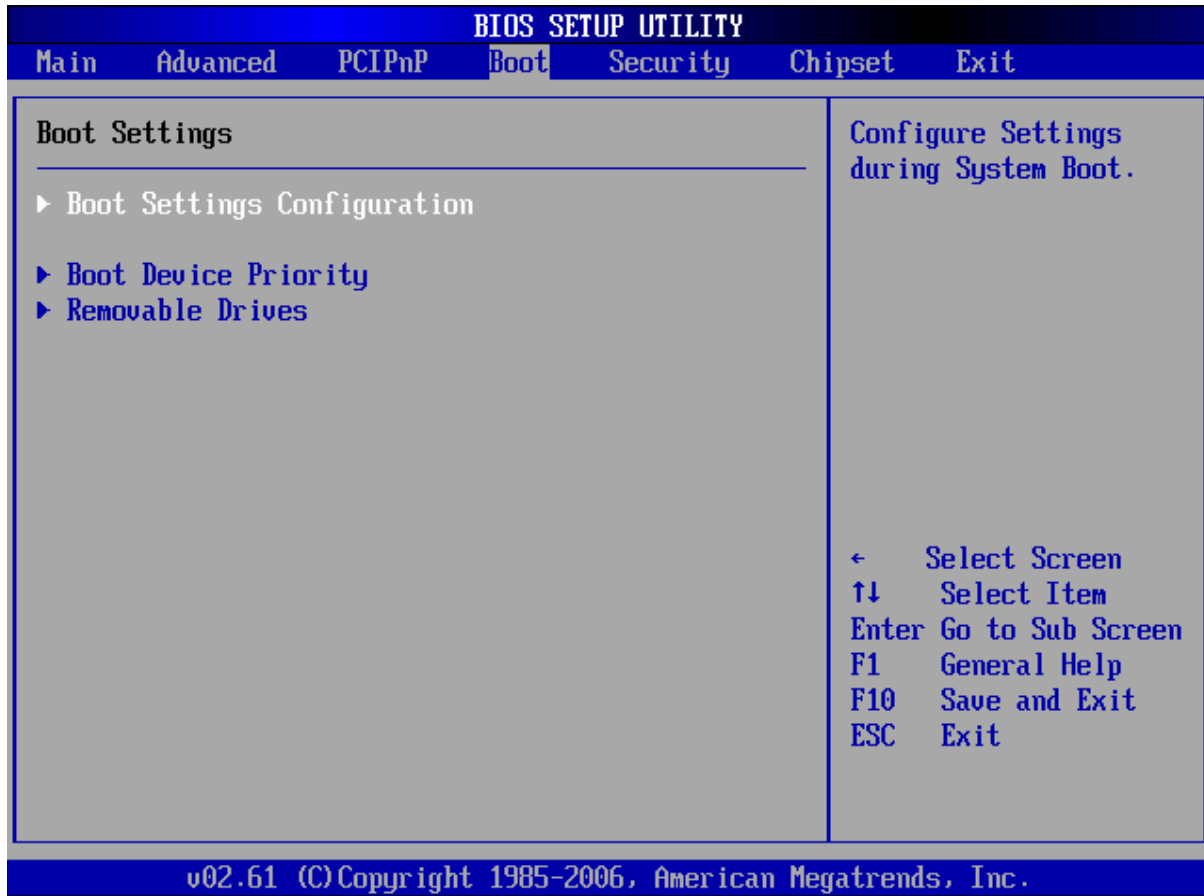 BIOS SETUP UTILITY
Main Advanced PCIPnP Boot Security Chipset Exit
Boot Settings
▶ Boot Settings Configuration
▶ Boot Device Priority
▶ Removable Drives
Configure Settings
during System Boot.
← Select Screen
↑↓ Select Item
Enter Go to Sub Screen
F1 General Help
F10 Save and Exit
ESC Exit
v02.61 (C)Copyright 1985-2006, American Megatrends, Inc.